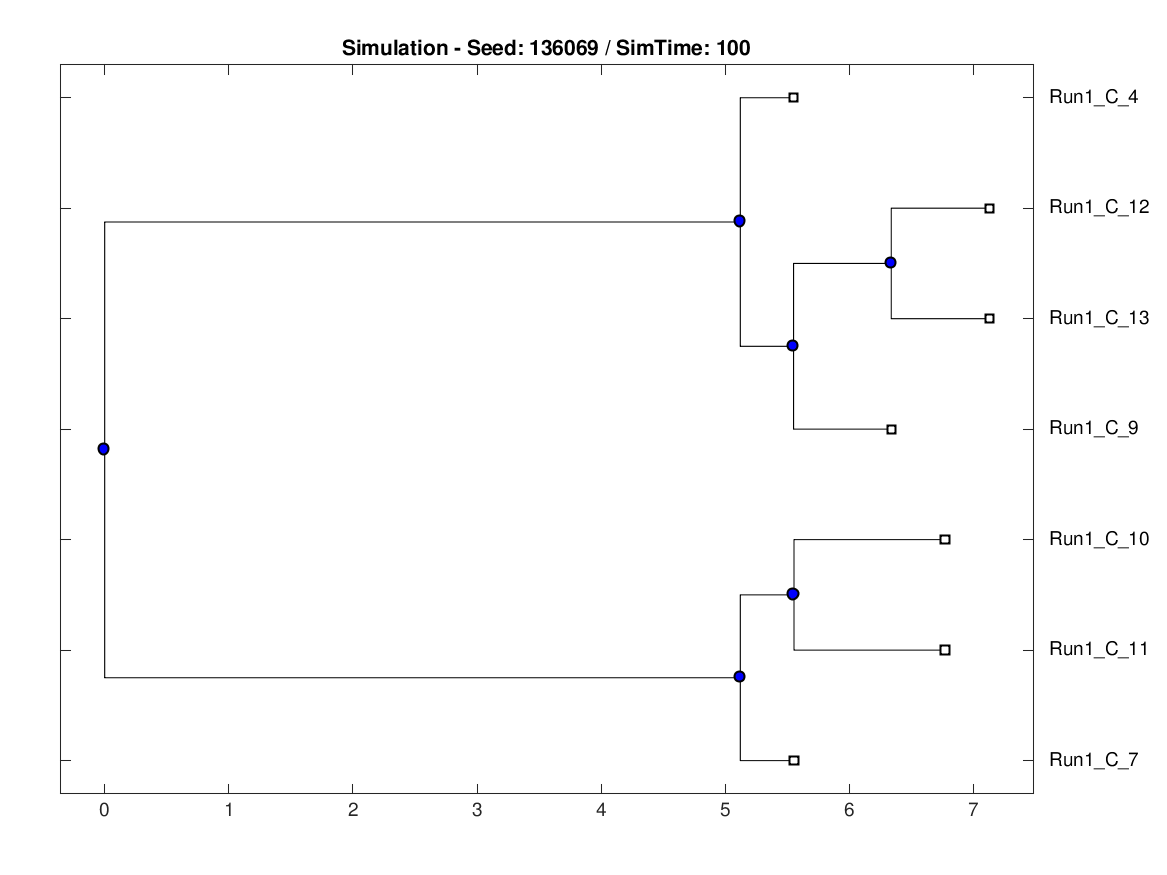 Simulation - Seed: 136069 / SimTime: 100
Run1_C_4
Run1_C_12
Run1_C_13
Run1_C_9
Run1_C_10
Run1_C_11
Run1_C_7
0 1 2 3 4 5 6 7